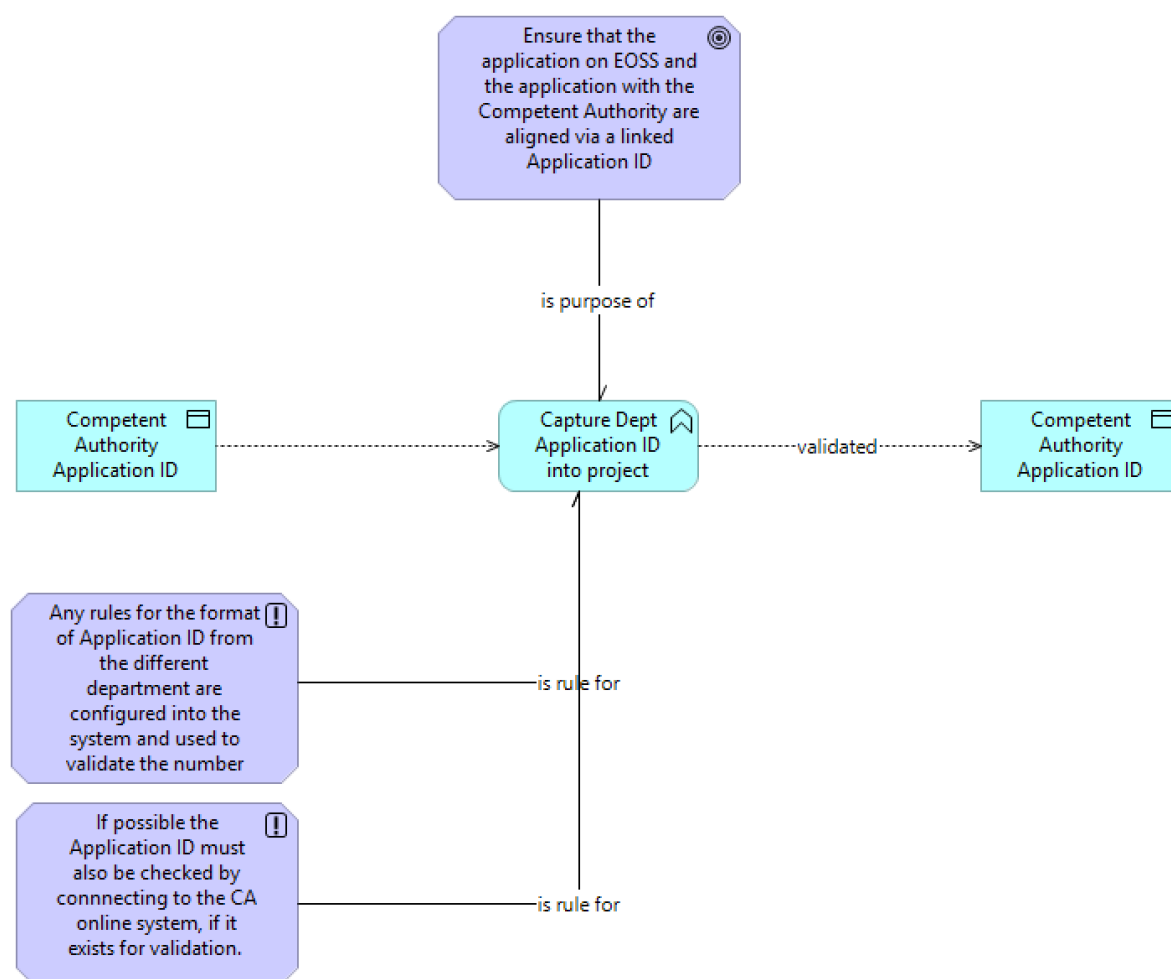 Ensure that the
application on EOSS and
the application with the
Competent Authority are
aligned via a linked
Application ID
is purpose of
Competent
Authority
Application ID
Capture Dept
Application ID
into project
validated
Competent
Authority
Application ID
Any rules for the format
of Application ID from
the different
department are
configured into the
system and used to
validate the number
is rule for
If possible the
Application ID must
also be checked by
connnecting to the CA
online system, if it
exists for validation.
is rule for